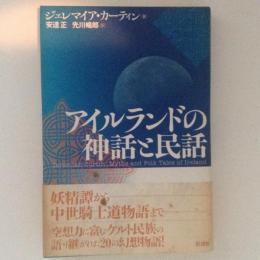 ジェレマイア・カーティン 著
安達 正 先川暢郎 訳
アイルランドの
神話と民話
Myths and Folk Tales of Ireland
妖精譚から
中世騎士道物語まで
空想力に富むケルト民族の
語り継がれた20の幻想物語!
彩流社